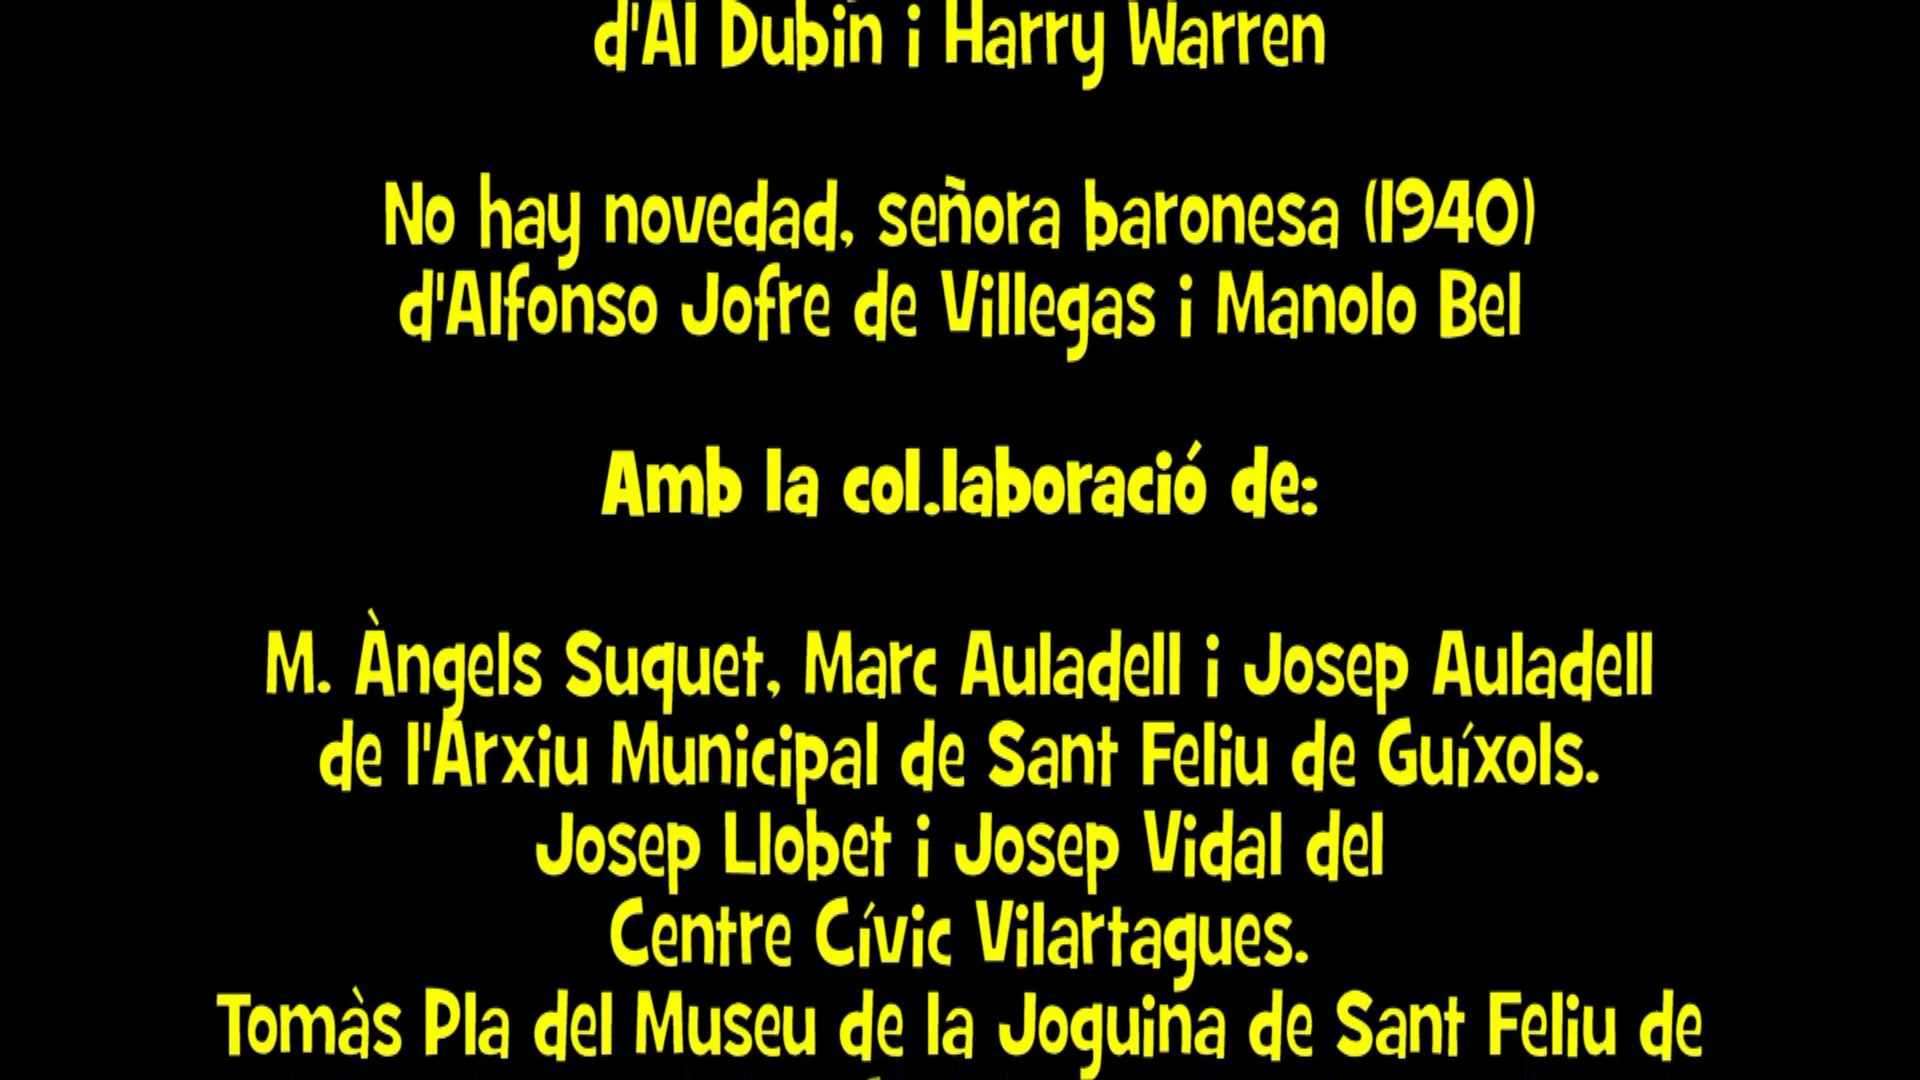 d'Al Dubin i Harry Warren
No hay novedad, señora baronesa (1940)
d'Alfonso Jofre de Villegas i Manolo Bel
Amb la col.laboració de:
M. Àngels Suquet, Marc Auladell i Josep Auladell
de l'Arxiu Municipal de Sant Feliu de Guíxols.
Josep Llobet i Josep Vidal del
Centre Cívic Vilartagues.
Tomàs Pla del Museu de la Joguina de Sant Feliu de